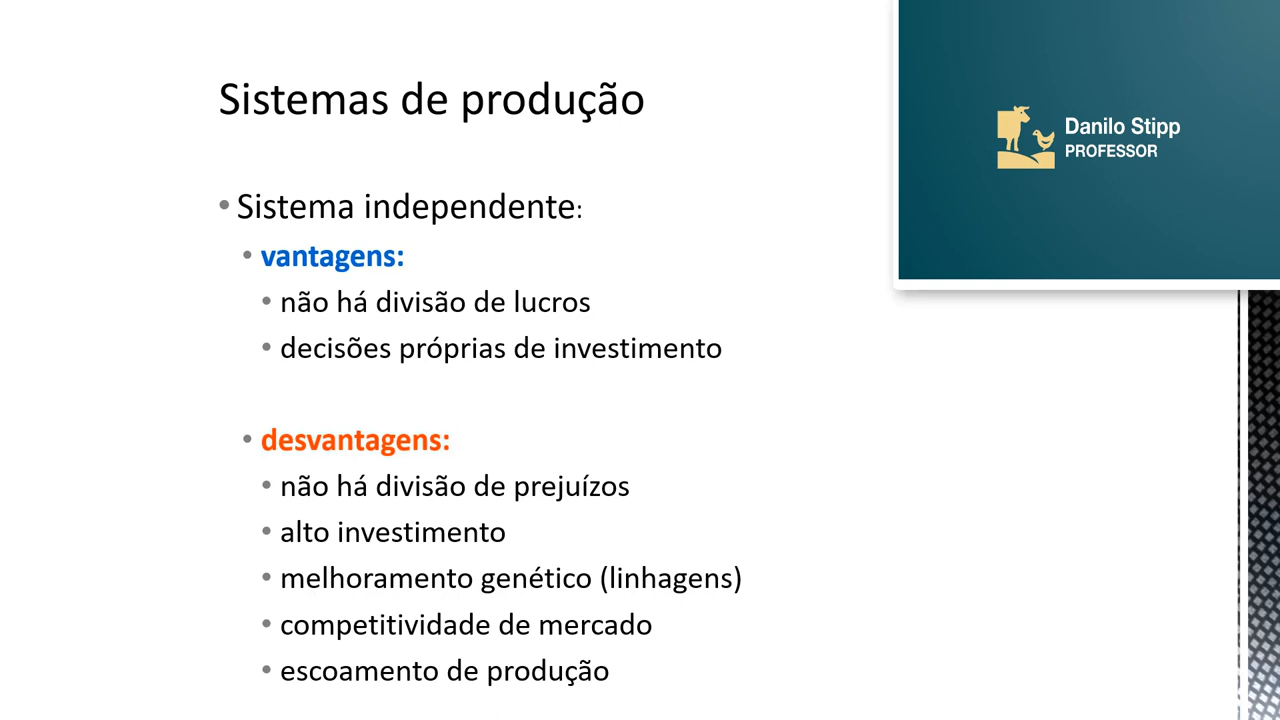 Sistemas de produção
Danilo Stipp
PROFESSOR
• Sistema independente:
• vantagens:
• não há divisão de lucros
• decisões próprias de investimento
• desvantagens:
• não há divisão de prejuízos
• alto investimento
• melhoramento genético (linhagens)
• competitividade de mercado
• escoamento de produção